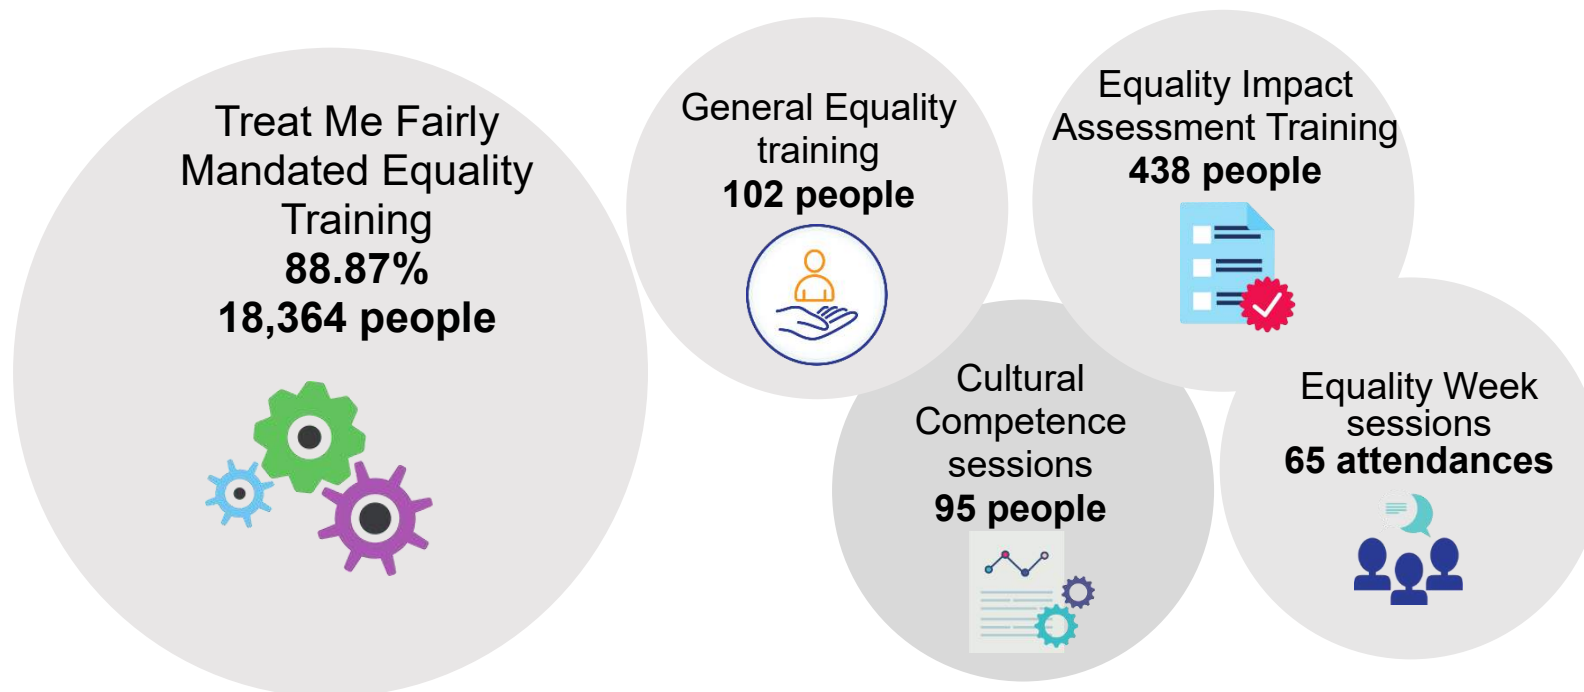 Treat Me Fairly
Mandated Equality
Training
88.87%
18,364 people
General Equality
training
102 people
Equality Impact
Assessment Training
438 people
Cultural
Competence
sessions
95 people
Equality Week
sessions
65 attendances